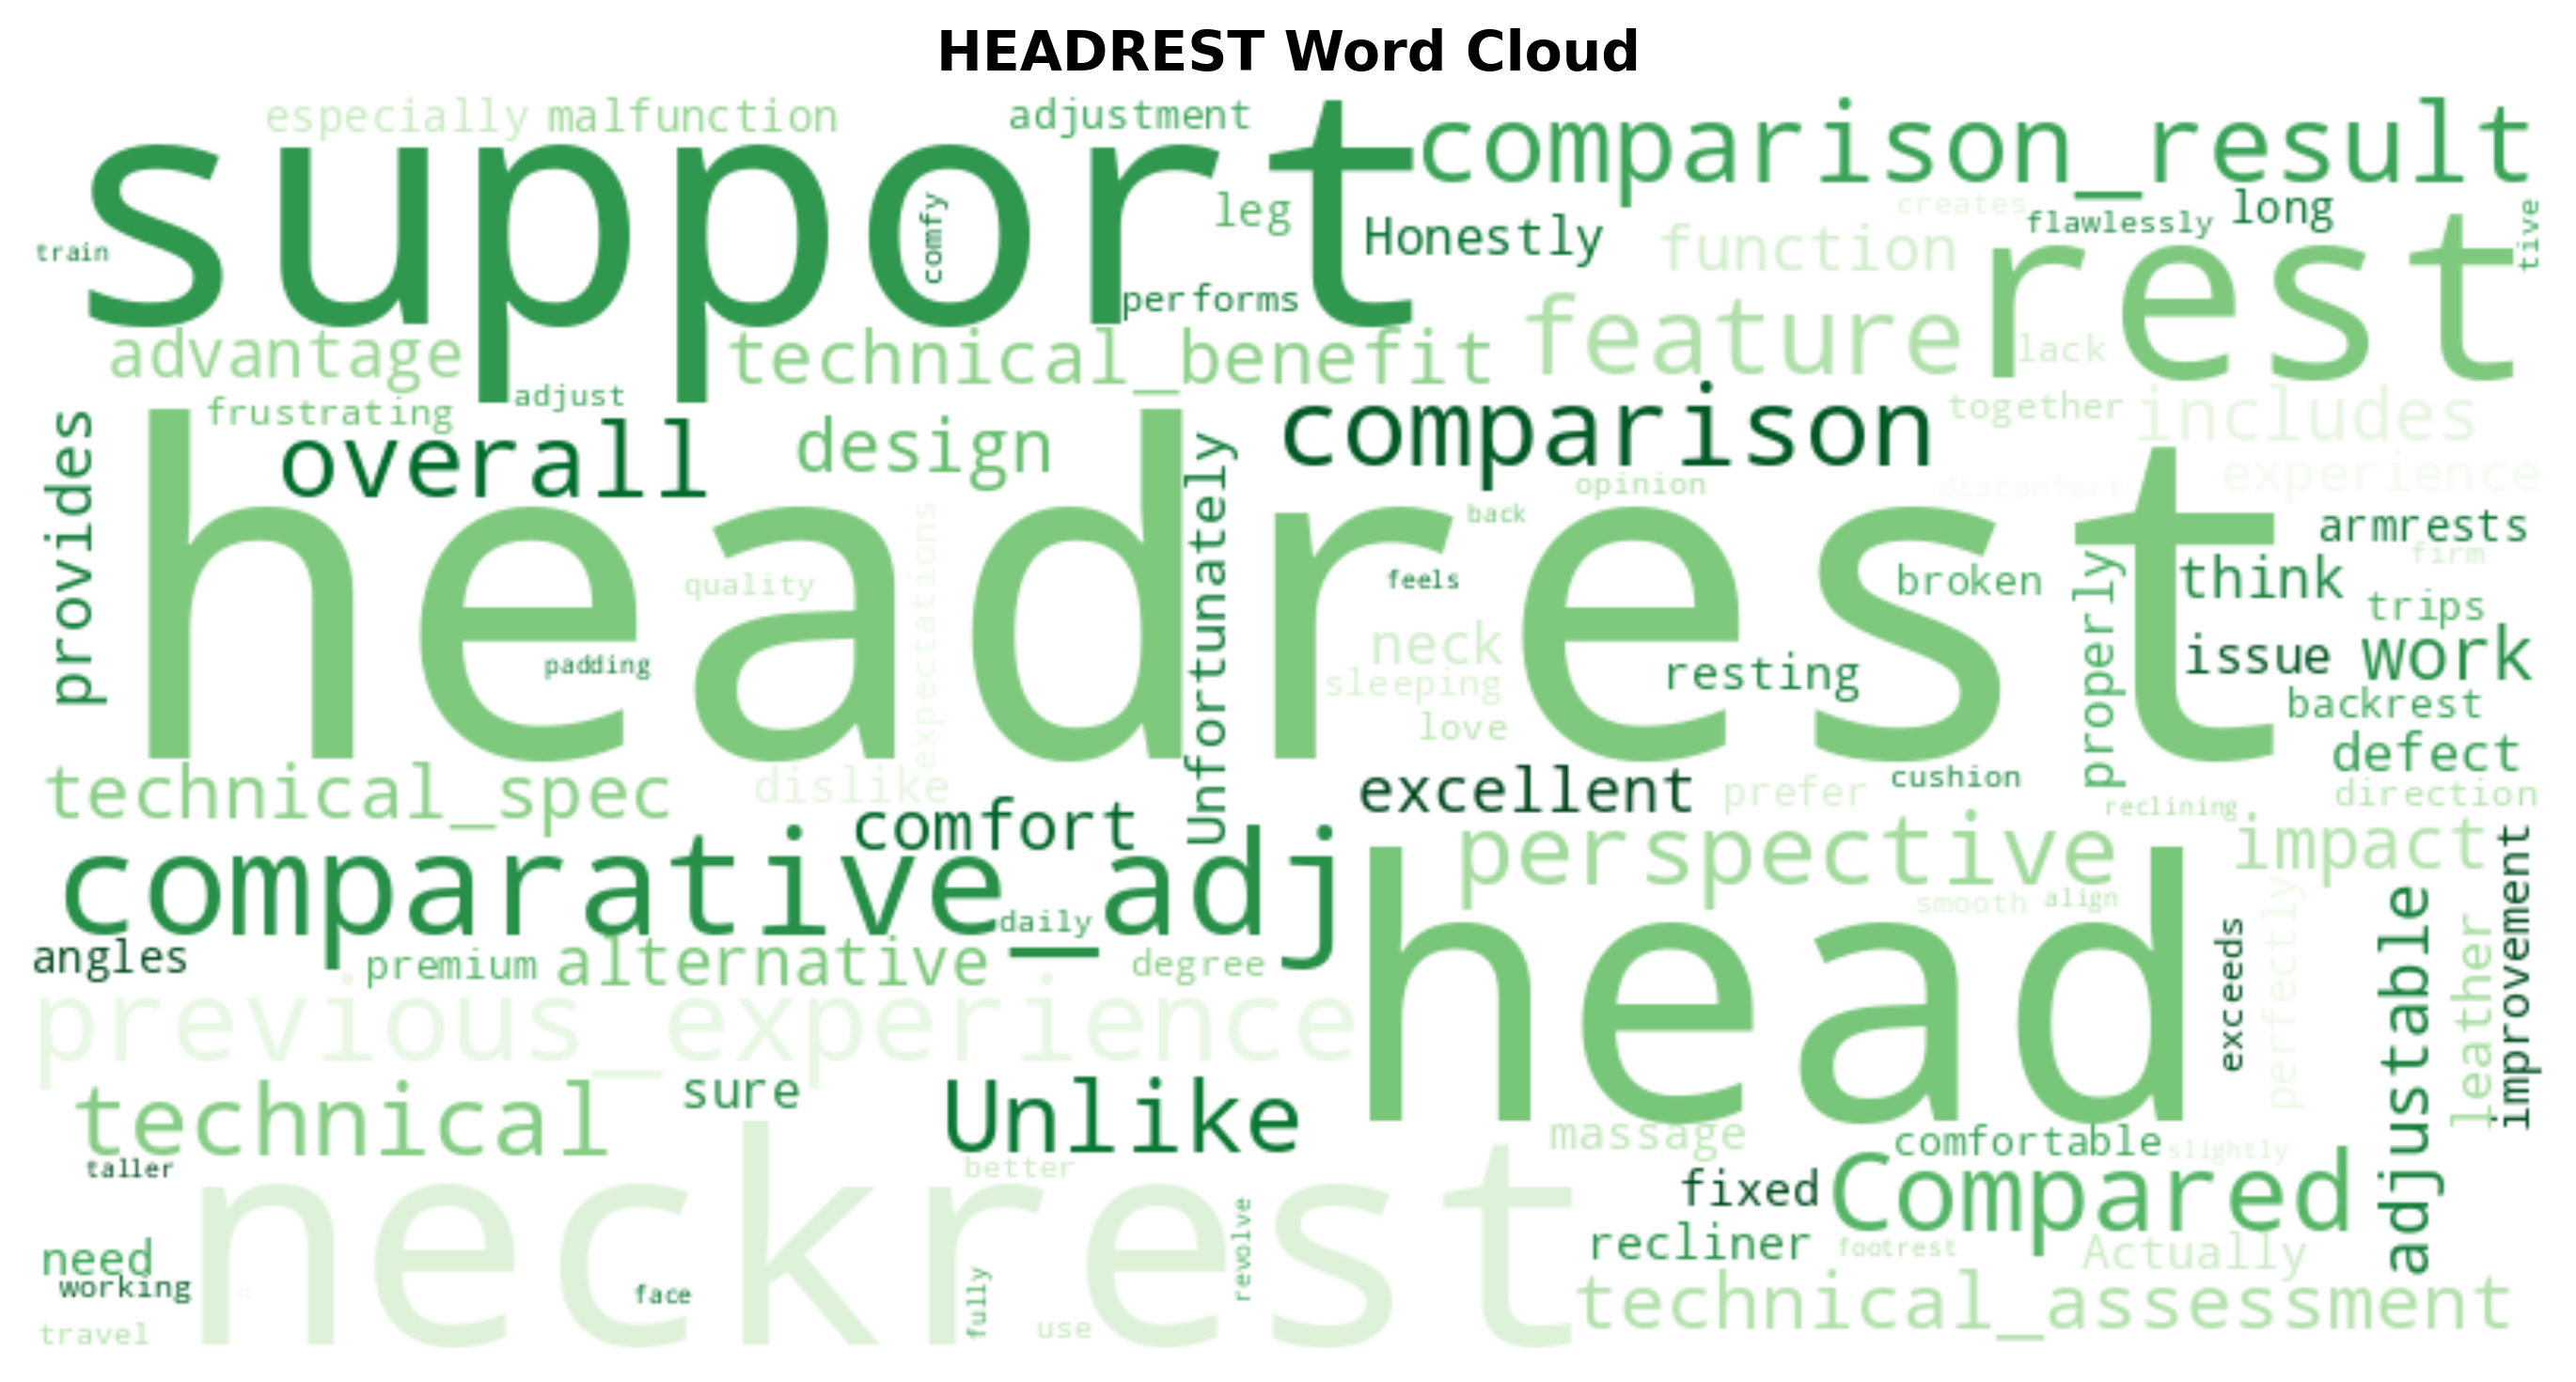 HEADREST Word Cloud
especially
malfunction
adjustment
comparison_result
support
train
comfy
leg
performs
Honestly
creates
flawlessly
long
tive
function
feature
rest
lack
advantage
technical_benefit
adjust
frustrating
overall
design
comparison
together
includes
provides
headrest
Unfortunately
opinion
back
discomfort
experience
expectations
quality
padding
feels
broken
armrests
firm
properly
think
trips
neck
sleeping
resting
love
issue
work
backrest
technical_spec
dislike
comfort
excellent
prefer
cushion
defect
direction
reclining
comparative_adj
perspective
impact
daily
smooth
align
angles
premium
alternative
degree
head
exceeds
perfectly
adjustable
leather
improvement
previous_experience
technical
sure
Unlike
massage
comfortable
slightly
taller
better
neckrest
fixed
Compared
need
working
c
face
fully
revolve
recliner
footrest
Actually
travel
use
technical_assessment